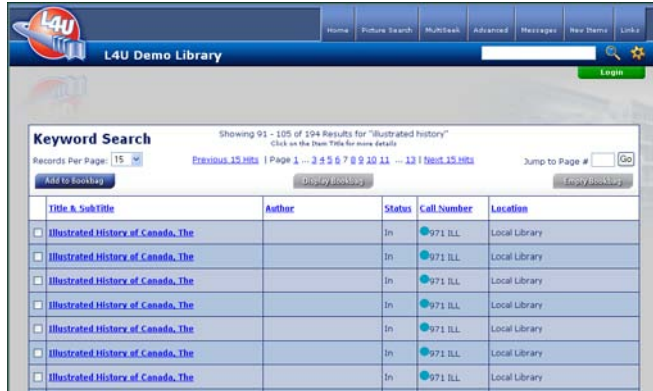 L4U
Home Picture Search MultiSeek Advanced Messages New Items Links
L4U Demo Library
Login
Keyword Search
Showing 91 - 105 of 194 Results for "illustrated history"
Click on the Item Title for more details
Records Per Page: 15 Previous 15 Hits | Page 1 ... 3 4 5 6 7 8 9 10 11 ... 13 | Next 15 Hits Jump to Page # Go
Add to Bookbag Display Bookbag Empty Bookbag
Title & SubTitle Author Status Call Number Location
Illustrated History of Canada, The In 971 ILL Local Library
Illustrated History of Canada, The In 971 ILL Local Library
Illustrated History of Canada, The In 971 ILL Local Library
Illustrated History of Canada, The In 971 ILL Local Library
Illustrated History of Canada, The In 971 ILL Local Library
Illustrated History of Canada, The In 971 ILL Local Library
Illustrated History of Canada, The In 971 ILL Local Library